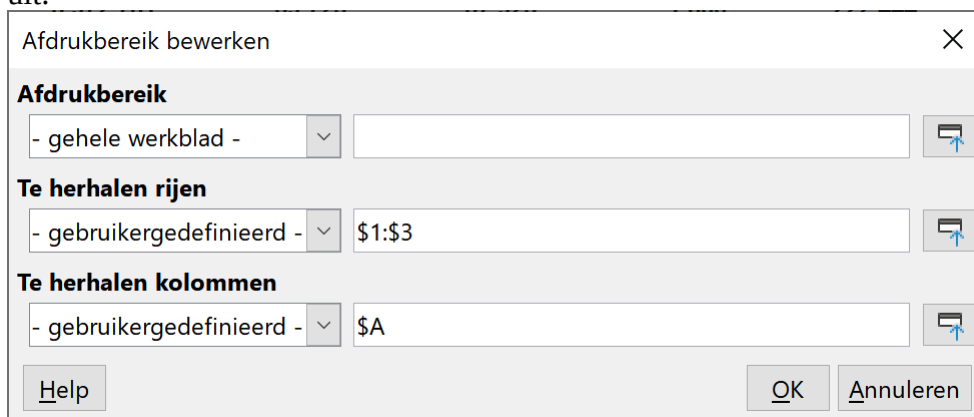 Afdrukbereik bewerken
Afdrukbereik
- gehele werkblad -
Te herhalen rijen
- gebruikergedefinieerd - $1:$3
Te herhalen kolommen
- gebruikergedefinieerd - $A
Help OK Annuleren